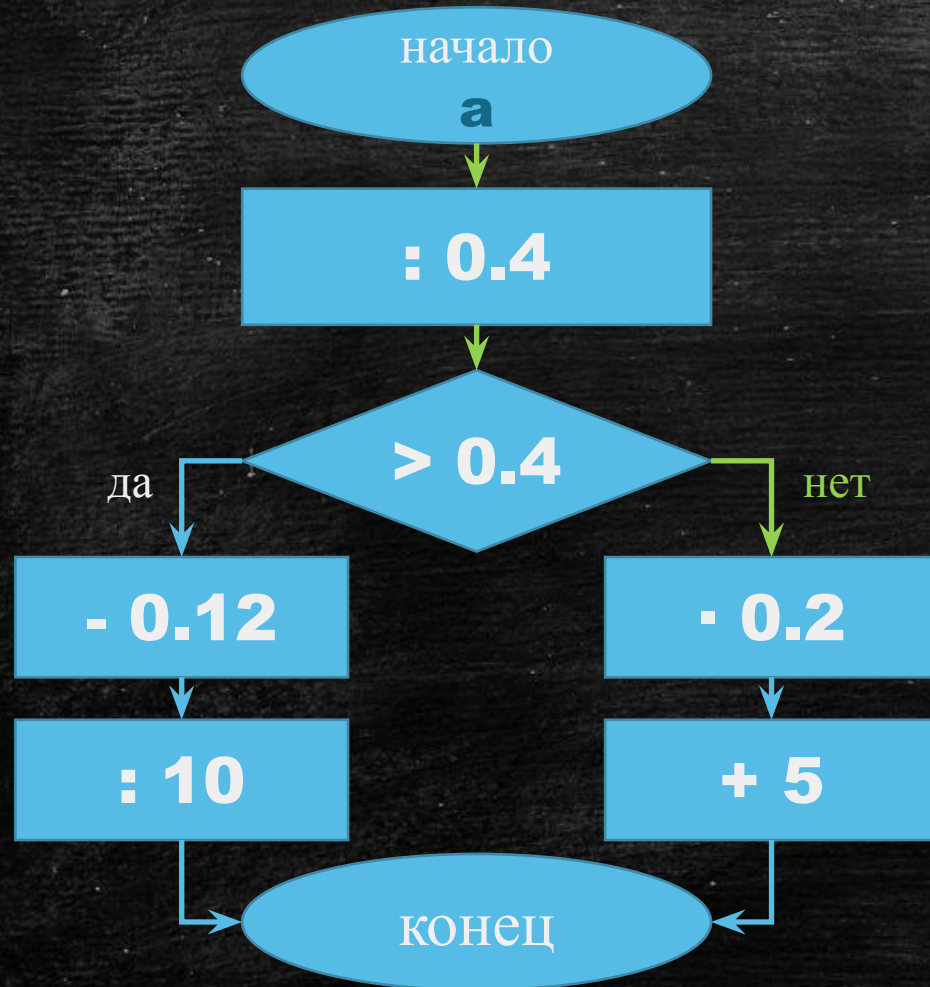 начало
a
: 0.4
> 0.4
да
нет
- 0.12
· 0.2
: 10
+ 5
конец